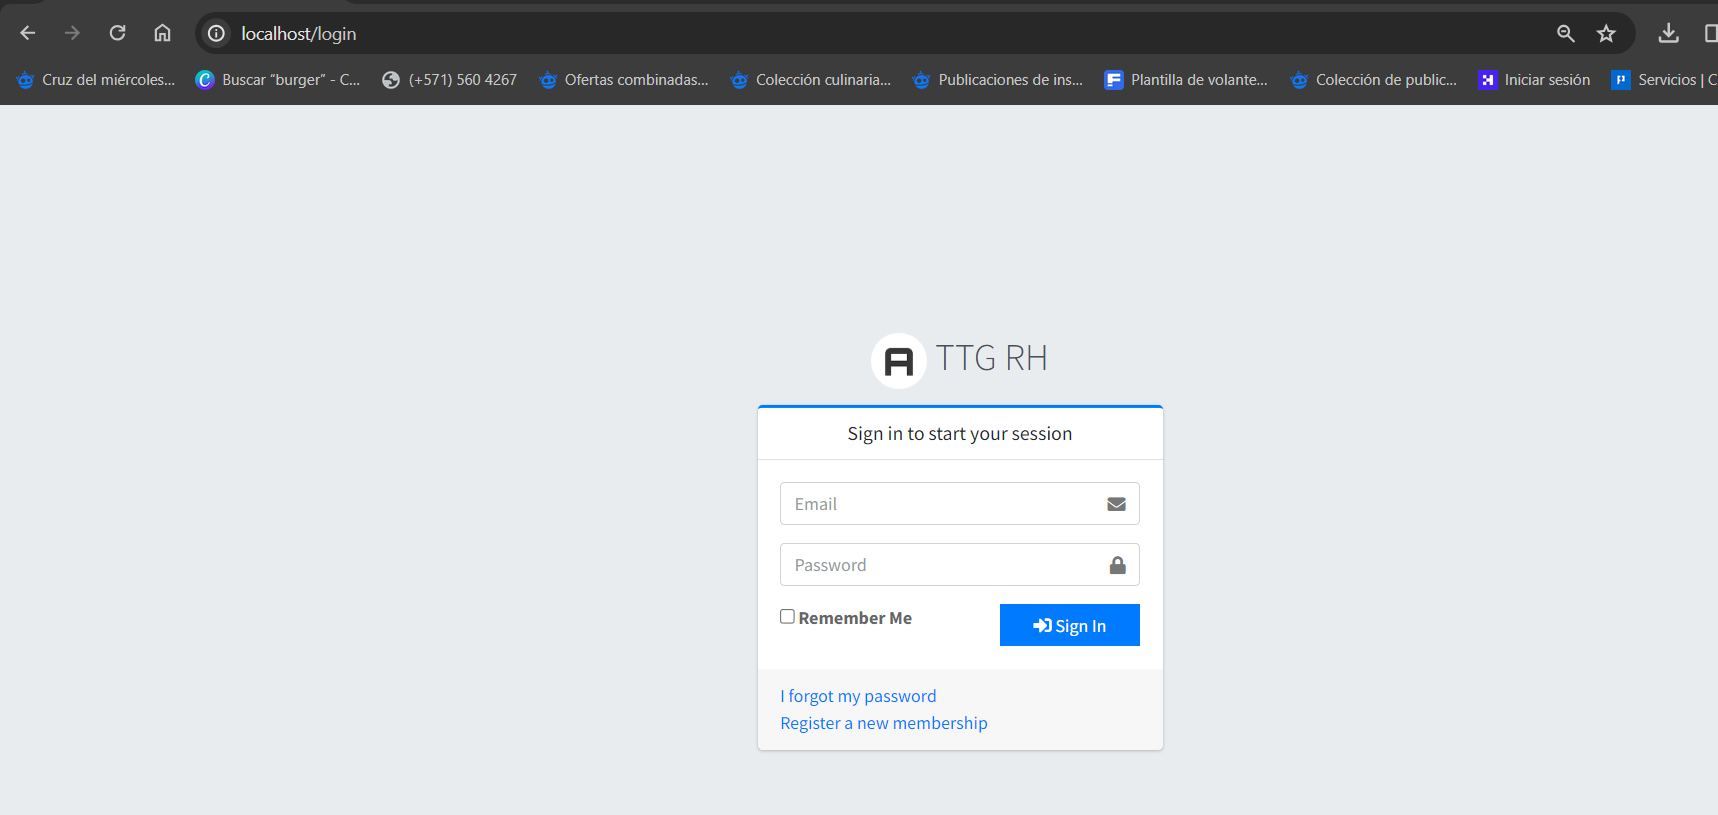 localhost/login
Cruz del miércoles... Buscar “burger” - C... (+571) 560 4267 Ofertas combinadas... Colección culinaria... Publicaciones de ins... Plantilla de volante... Colección de public... Iniciar sesión Servicios | C
TTG RH
Sign in to start your session
Email
Password
Remember Me Sign In
I forgot my password
Register a new membership